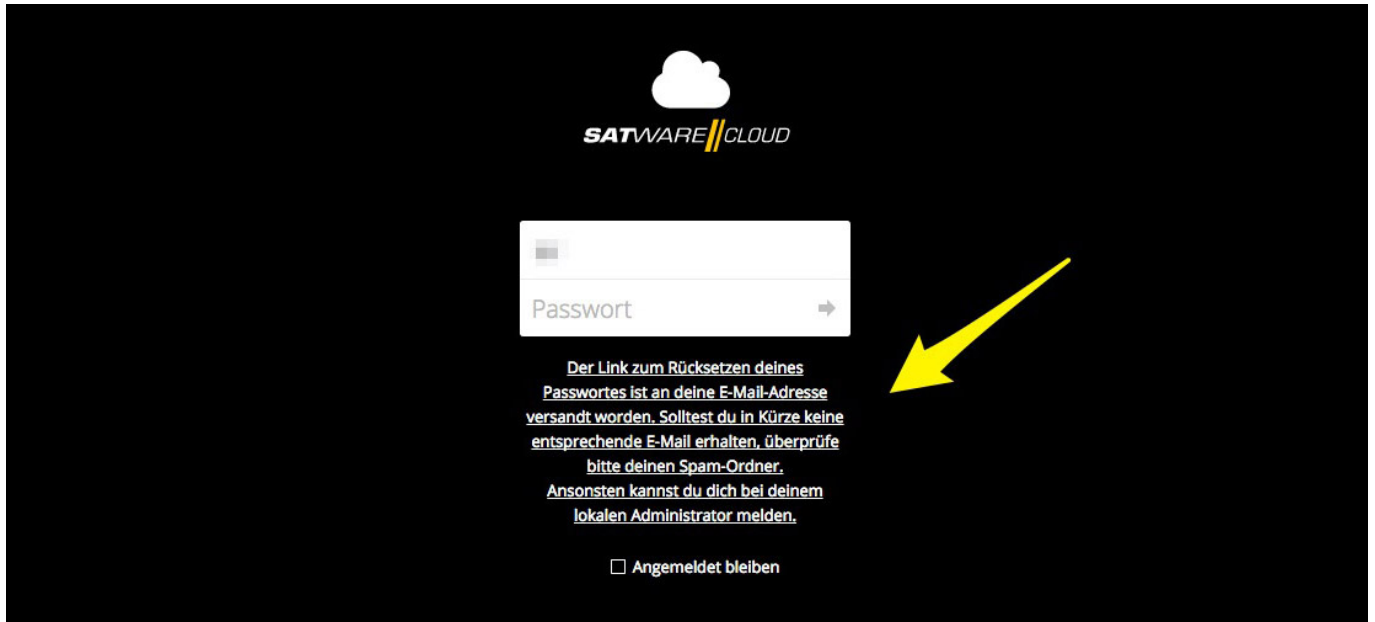 SATWARE//CLOUD
Passwort
Der Link zum Rücksetzen deines
Passwortes ist an deine E-Mail-Adresse
versandt worden. Solltest du in Kürze keine
entsprechende E-Mail erhalten, überprüfe
bitte deinen Spam-Ordner.
Ansonsten kannst du dich bei deinem
lokalen Administrator melden.
Angemeldet bleiben